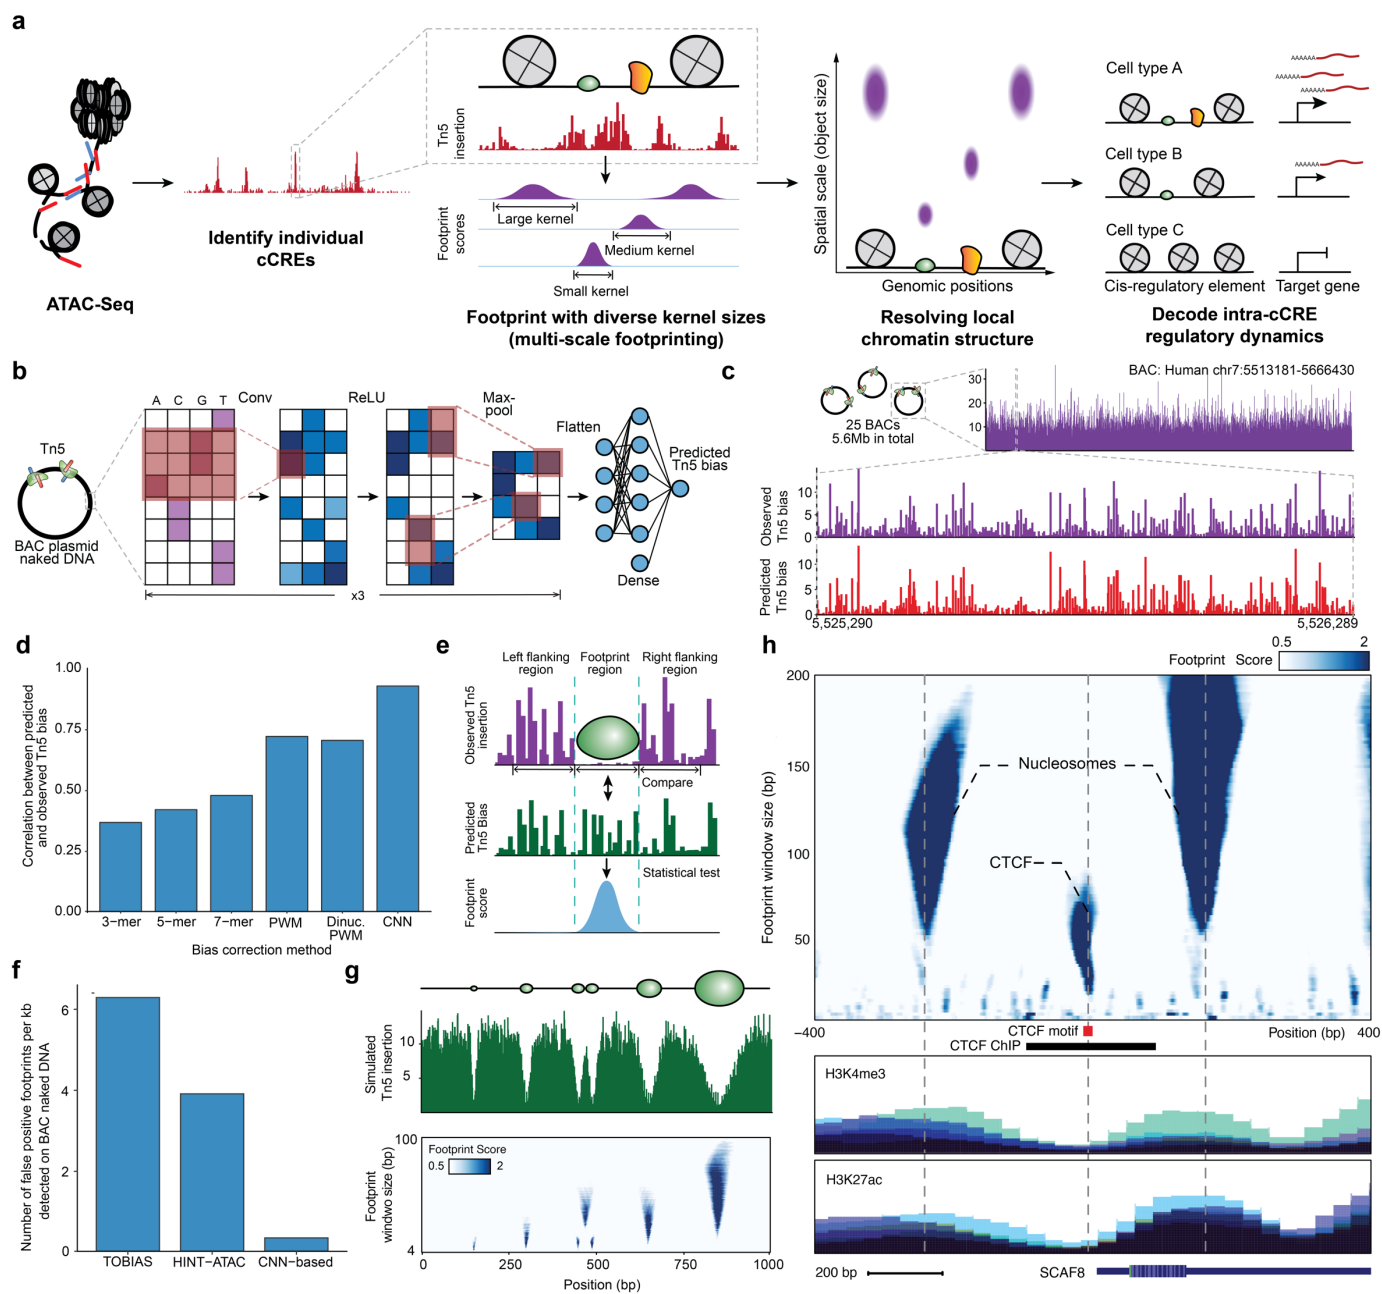 a
ATAC-Seq
Identify individual
cCREs
Tn5
insertion
Footprint
scores
Large kernel
Medium kernel
Small kernel
Footprint with diverse kernel sizes
(multi-scale footprinting)
Spatial scale (object size)
Genomic positions
Resolving local
chromatin structure
Cell type A
AAAAAA
AAAAAA
AAAAAA
Cell type B
AAAAAA
Cell type C
Cis-regulatory element
Target gene
Decode intra-cCRE
regulatory dynamics
b
Tn5
BAC plasmid
naked DNA
A C G T
Conv
ReLU
Max-
pool
Flatten
Predicted
Tn5 bias
Dense
x3
c
25 BACs
5.6Mb in total
BAC: Human chr7:5513181-5666430
30
20
10
Observed
Tn5 bias
10
5
0
Predicted
Tn5 bias
10
5
0
5,525,290
5,526,289
d
Correlation between predicted
and observed Tn5 bias
1.00
0.75
0.50
0.25
0.00
3-mer
5-mer
7-mer
PWM
Dinuc.
PWM
CNN
Bias correction method
e
Left flanking
region
Footprint
region
Right flanking
region
Observed Tn5
insertion
Compare
Predicted
Tn5 Bias
Statistical test
Footprint
score
f
Number of false positive footprints per kb
detected on BAC naked DNA
6
4
2
0
TOBIAS
HINT-ATAC
CNN-based
g
Simulated
Tn5 insertion
10
5
Footprint
windwo size (bp)
100
4
Footprint Score
0.5
2
0
250
500
750
1000
Position (bp)
h
Footprint Score
0.5
2
Footprint window size (bp)
200
150
100
50
Nucleosomes
CTCF
-400
CTCF motif
Position (bp)
400
CTCF ChIP
H3K4me3
H3K27ac
200 bp
SCAF8